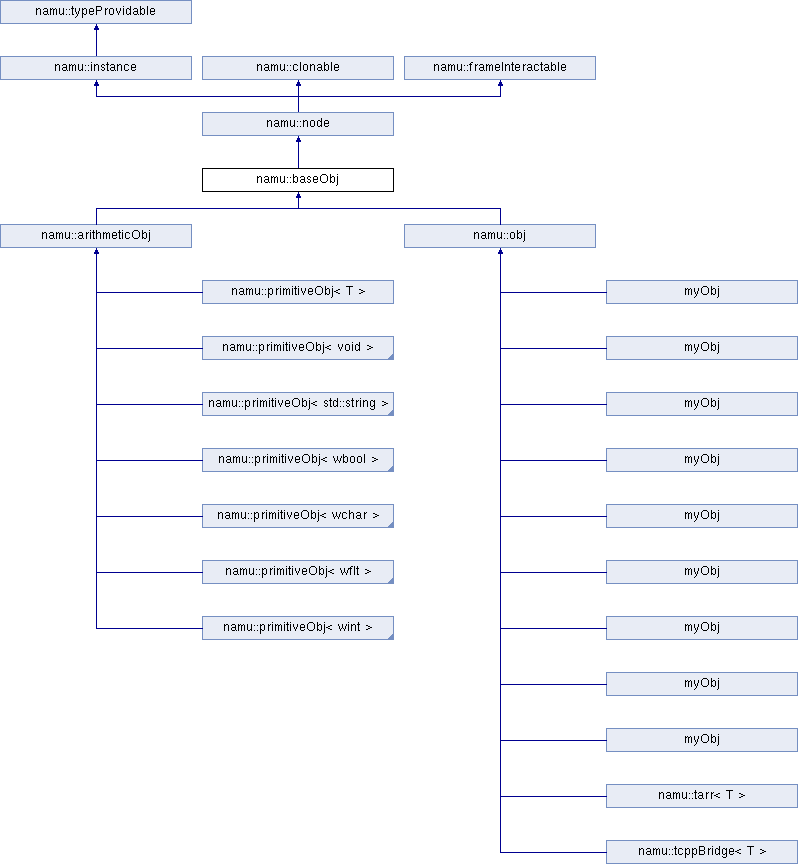 namu::typeProvidable
namu::instance
namu::clonable
namu::frameInteractable
namu::node
namu::baseObj
namu::arithmeticObj
namu::obj
namu::primitiveObj< T >
myObj
namu::primitiveObj< void >
myObj
namu::primitiveObj< std::string >
myObj
namu::primitiveObj< wbool >
myObj
namu::primitiveObj< wchar >
myObj
namu::primitiveObj< wflt >
myObj
namu::primitiveObj< wint >
myObj
myObj
myObj
namu::tarr< T >
namu::tcppBridge< T >